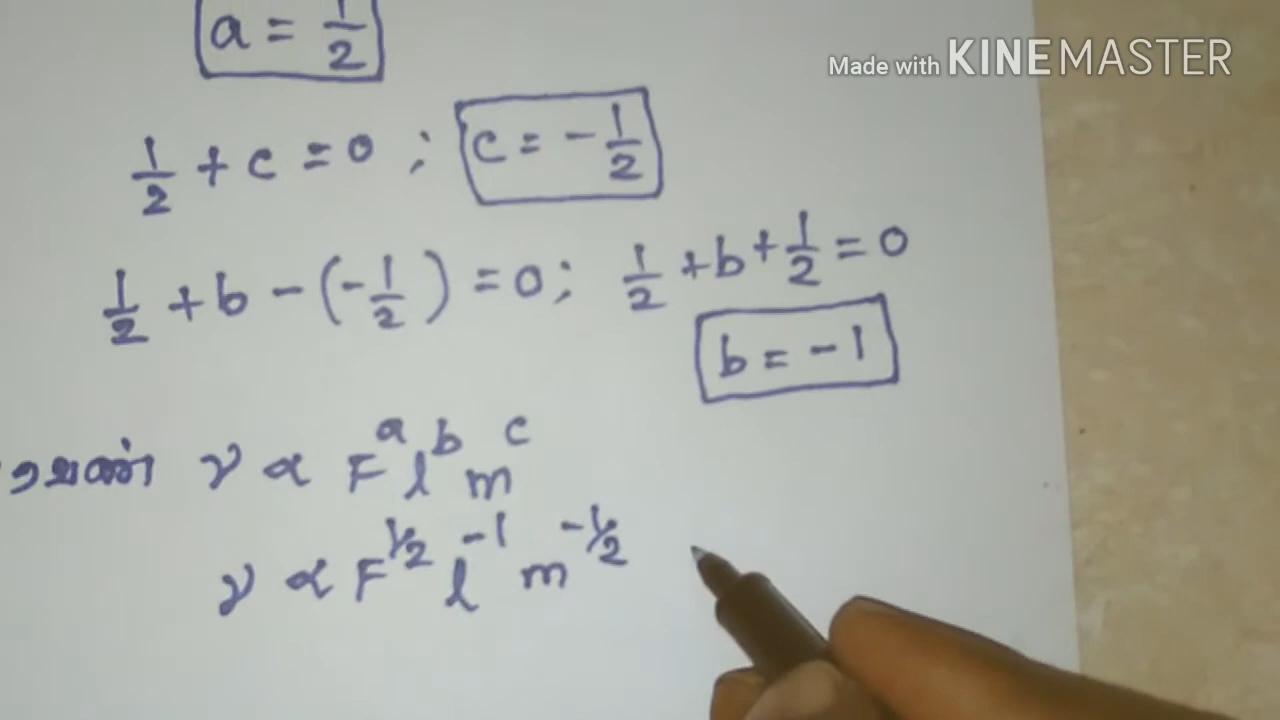 a = 1/2
Made with KINEMASTER
1/2 + c = 0 ; c = - 1/2
1/2 + b - (- 1/2) = 0 ; 1/2 + b + 1/2 = 0
b = - 1
ν ∝ F^a l^b m^c
ν ∝ F^1/2 l^-1 m^-1/2